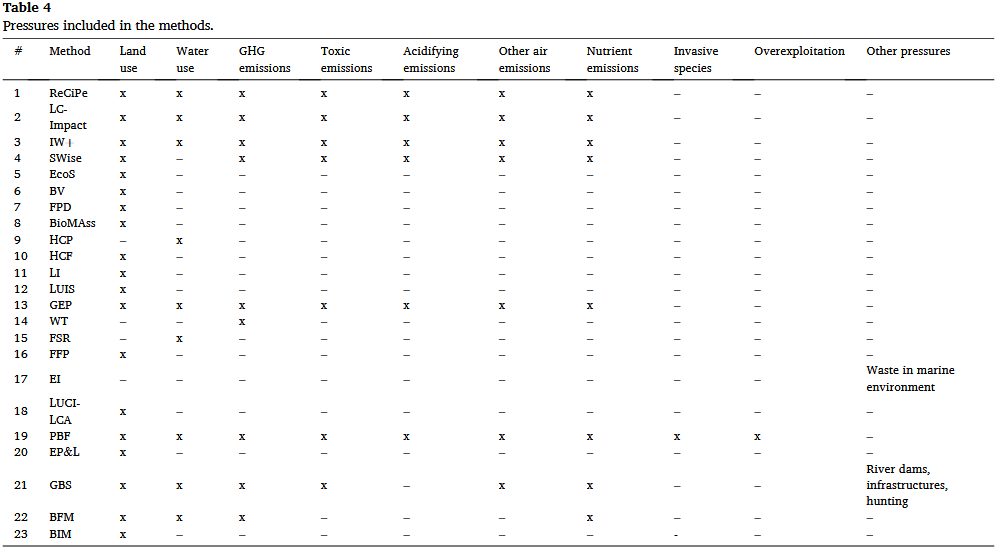 Table 4
Pressures included in the methods.
# Method Land use Water use GHG emissions Toxic emissions Acidifying emissions Other air emissions Nutrient emissions Invasive species Overexploitation Other pressures
1 ReCiPe x x x x x x x – – –
2 LC-Impact x x x x x x x – – –
3 IW+ x x x x x x x – – –
4 SWise x – x x x x x – – –
5 EcoS x – – – – – – – – –
6 BV x – – – – – – – – –
7 FPD x – – – – – – – – –
8 BioMAss x – – – – – – – – –
9 HCP – x – – – – – – – –
10 HCF x – – – – – – – – –
11 LI x – – – – – – – – –
12 LUIS x – – – – – – – – –
13 GEP x x x x x x x – – –
14 WT – – x – – – – – – –
15 FSR – x – – – – – – – –
16 FFP x – – – – – – – – –
17 EI – – – – – – – – – Waste in marine environment
18 LUCI-LCA x – – – – – – – – –
19 PBF x x x x x x x x x –
20 EP&L x – – – – – – – – –
21 GBS x x x x – x x – – River dams, infrastructures, hunting
22 BFM x x x – – – x – – –
23 BIM x – – – – – – - – –